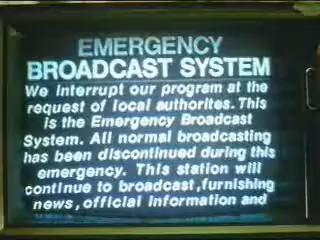 EMERGENCY
BROADCAST SYSTEM
We interrupt our program at the
request of local authorites. This
is the Emergency Broadcast
System. All normal broadcasting
has been discontinued during this
emergency. This station will
continue to broadcast,furnishing
news, official information and